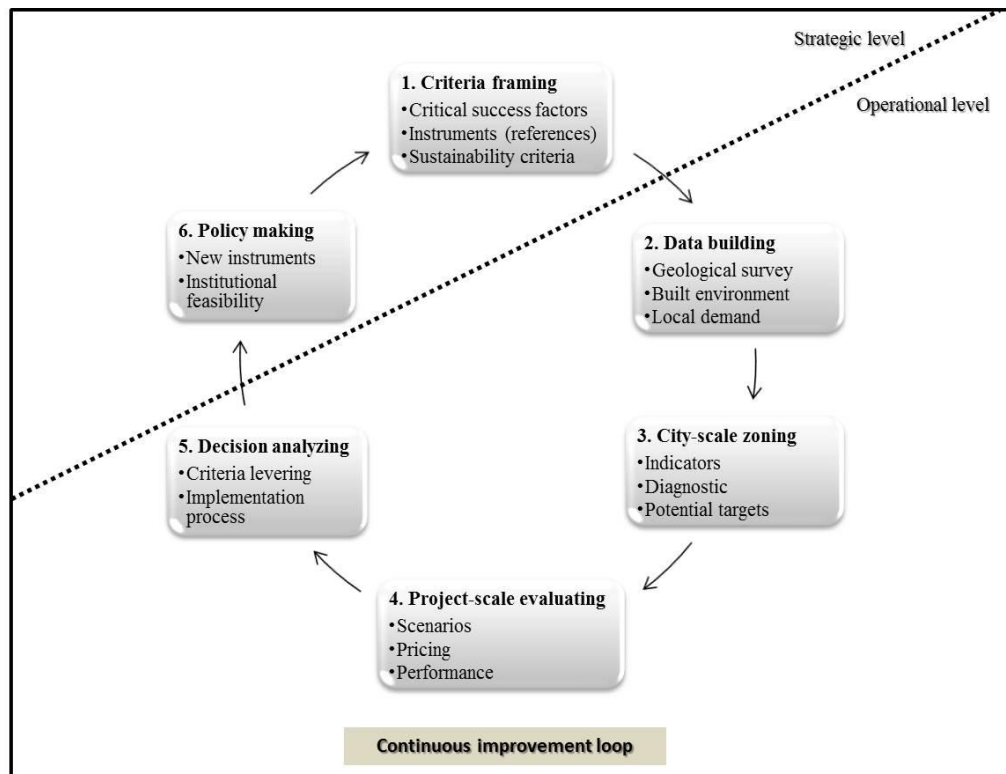 Strategic level
Operational level
1. Criteria framing
•Critical success factors
•Instruments (references)
•Sustainability criteria
2. Data building
•Geological survey
•Built environment
•Local demand
3. City-scale zoning
•Indicators
•Diagnostic
•Potential targets
4. Project-scale evaluating
•Scenarios
•Pricing
•Performance
5. Decision analyzing
•Criteria levering
•Implementation
process
6. Policy making
•New instruments
•Institutional
feasibility
Continuous improvement loop